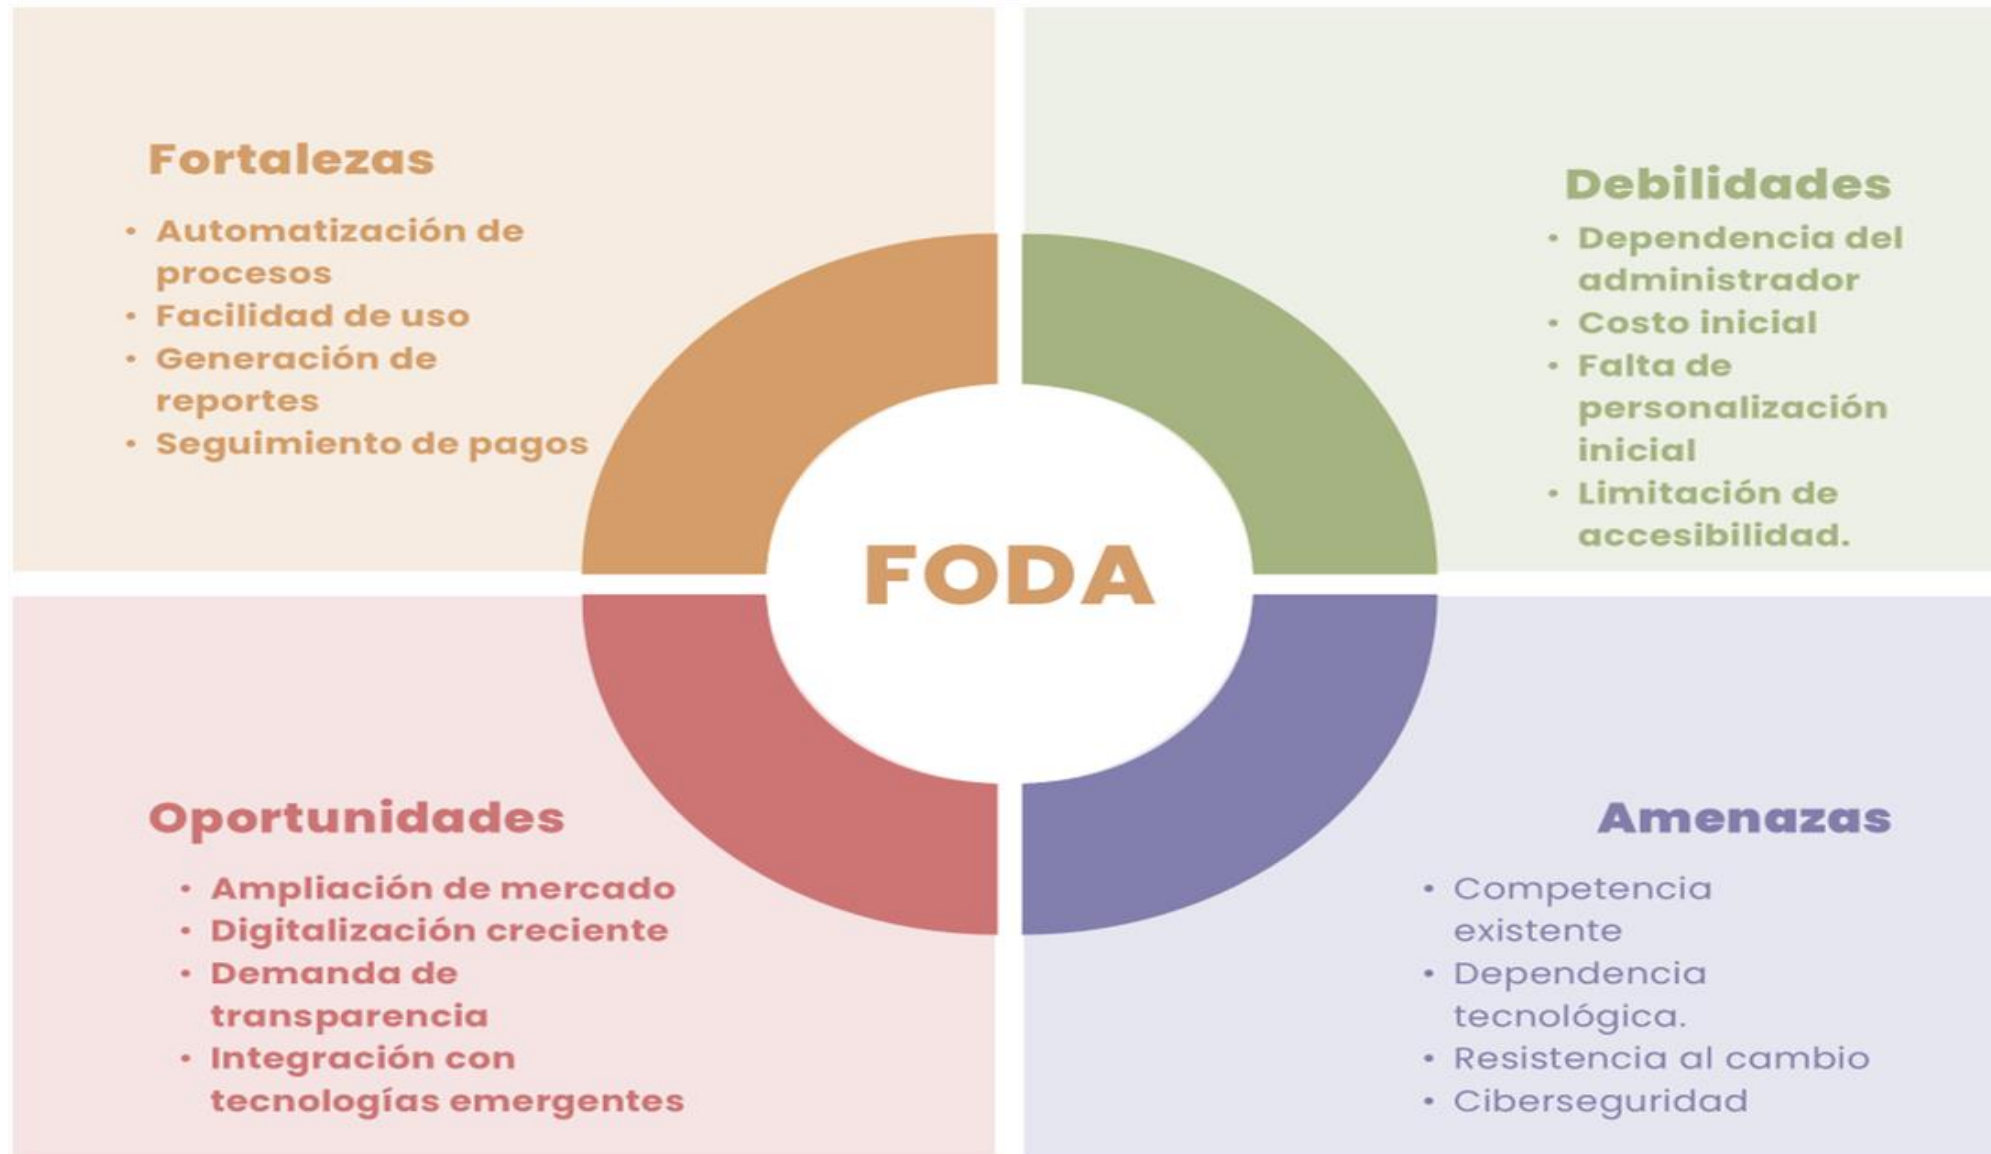 Fortalezas
• Automatización de
procesos
• Facilidad de uso
• Generación de
reportes
• Seguimiento de pagos
Debilidades
• Dependencia del
administrador
• Costo inicial
• Falta de
personalización
inicial
• Limitación de
accesibilidad.
FODA
Oportunidades
• Ampliación de mercado
• Digitalización creciente
• Demanda de
transparencia
• Integración con
tecnologías emergentes
Amenazas
• Competencia
existente
• Dependencia
tecnológica.
• Resistencia al cambio
• Ciberseguridad